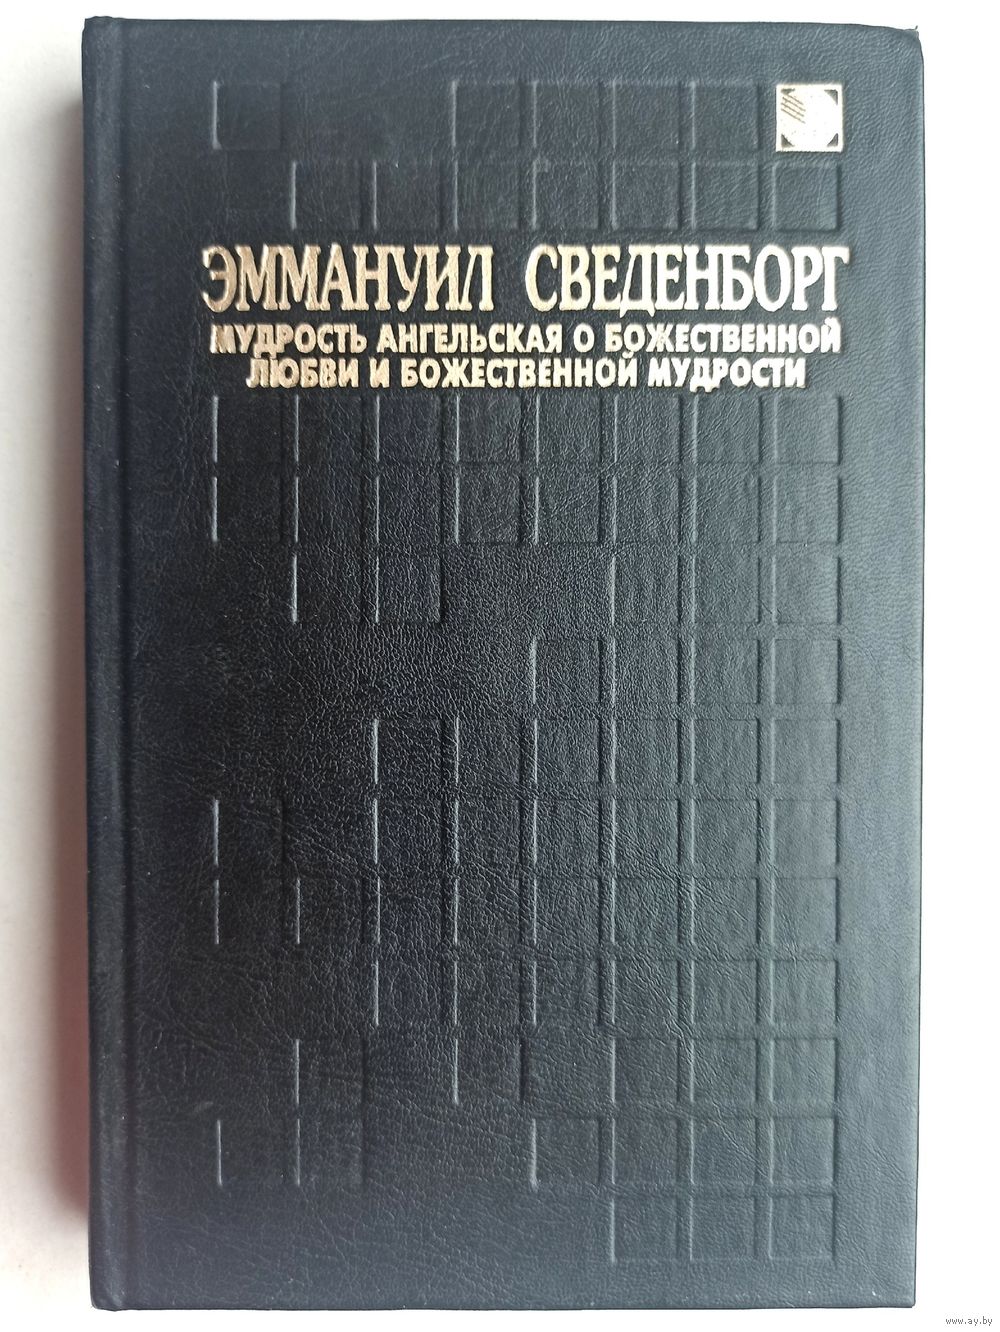 ЭММАНУИЛ СВЕДЕНБОРГ
МУДРОСТЬ АНГЕЛЬСКАЯ О БОЖЕСТВЕННОЙ
ЛЮБВИ И БОЖЕСТВЕННОЙ МУДРОСТИ
www.ay.by